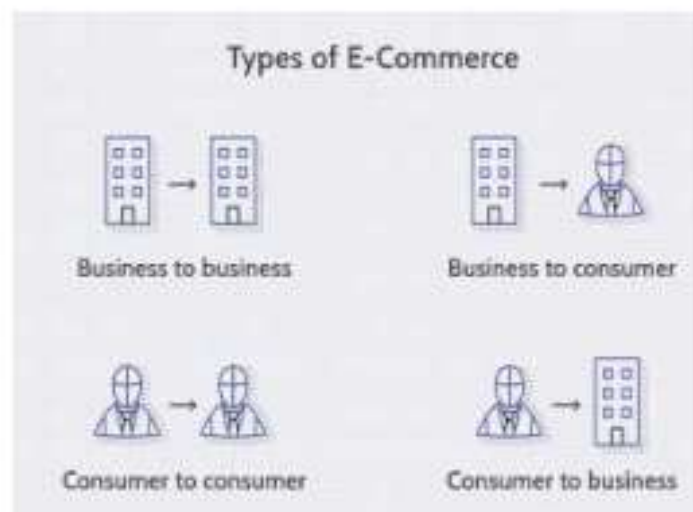 Types of E-Commerce
Business to business
Business to consumer
Consumer to consumer
Consumer to business